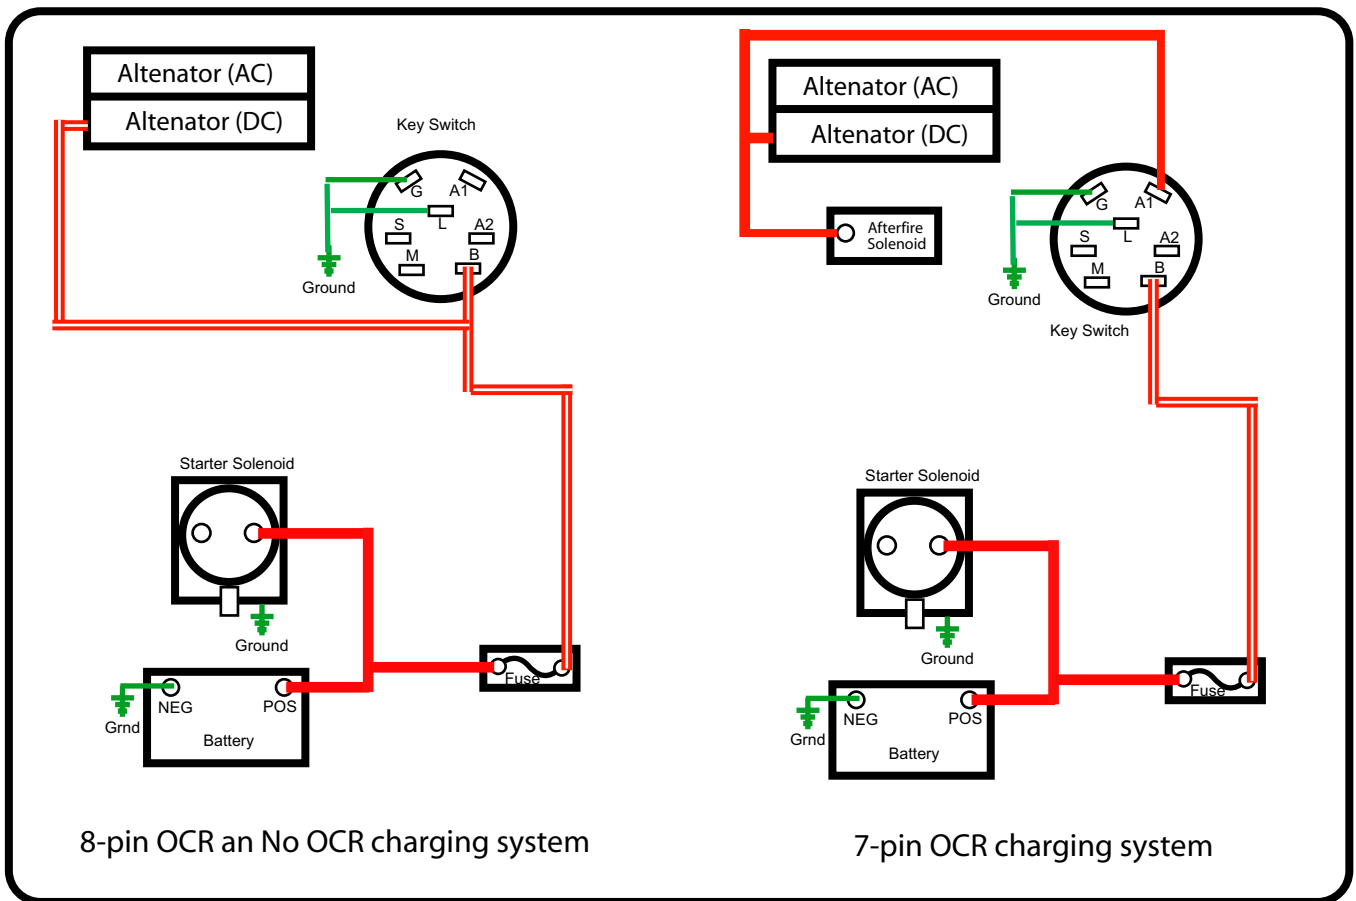 Altenator (AC)
Altenator (DC)
Key Switch
G
A1
L
S
A2
M
B
Ground
Starter Solenoid
Ground
Fuse
NEG
POS
Grnd
Battery
8-pin OCR an No OCR charging system
Altenator (AC)
Altenator (DC)
Afterfire
Solenoid
G
A1
L
S
A2
M
B
Ground
Key Switch
Starter Solenoid
Ground
Fuse
NEG
POS
Grnd
Battery
7-pin OCR charging system